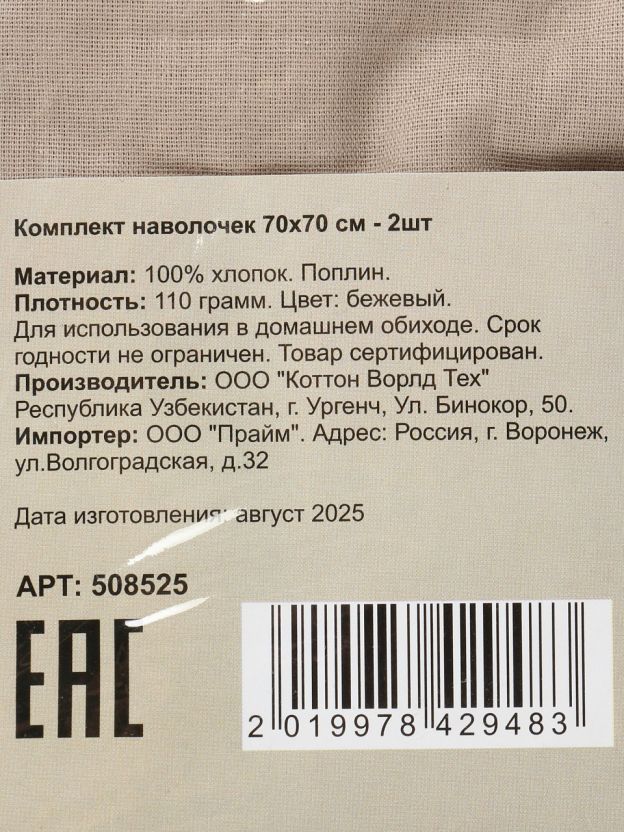 Комплект наволочек 70х70 см - 2шт
Материал: 100% хлопок. Поплин.
Плотность: 110 грамм. Цвет: бежевый.
Для использования в домашнем обиходе. Срок
годности не ограничен. Товар сертифицирован.
Производитель: ООО "Коттон Ворлд Тех"
Республика Узбекистан, г. Ургенч, Ул. Бинокор, 50.
Импортер: ООО "Прайм". Адрес: Россия, г. Воронеж,
ул.Волгоградская, д.32
Дата изготовления: август 2025
АРТ: 508525
ЕАС
2 019978 429483